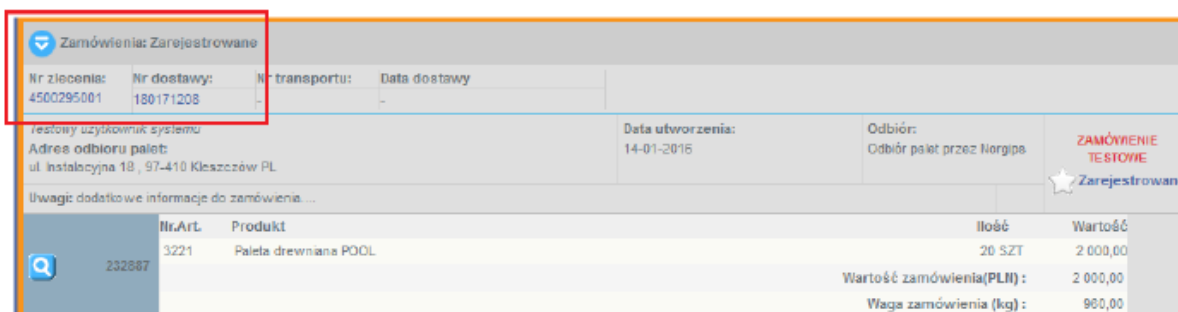 Zamówienia: Zarejestrowane
Nr zlecenia: Nr dostawy: Nr transportu: Data dostawy
4500295001 180171208 - -
Testowy użytkownik systemu Data utworzenia: Odbiór:
Adres odbioru palet: 14-01-2016 Odbiór palet przez Norgips
ul. Instalacyjna 18 , 97-410 Kleszczów PL
ZAMÓWIENIE
TESTOWE
Zarejestrowan
Uwagi: dodatkowe informacje do zamówienia....
Nr.Art. Produkt Ilość Wartość
3221 Paleta drewniana POOL 20 SZT 2 000,00
232887
Wartość zamówienia(PLN) : 2 000,00
Waga zamówienia (kg) : 960,00